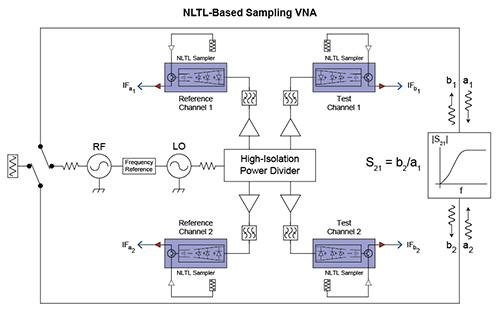 NLTL-Based Sampling VNA
NLTL Sampler
NLTL Sampler
IFa1
IFb1
Reference
Channel 1
Test
Channel 1
b1
a1
RF
Frequency
Reference
LO
High-Isolation
Power Divider
S21 = b2/a1
|S21|
f
Reference
Channel 2
Test
Channel 2
IFa2
IFb2
NLTL Sampler
NLTL Sampler
b2
a2